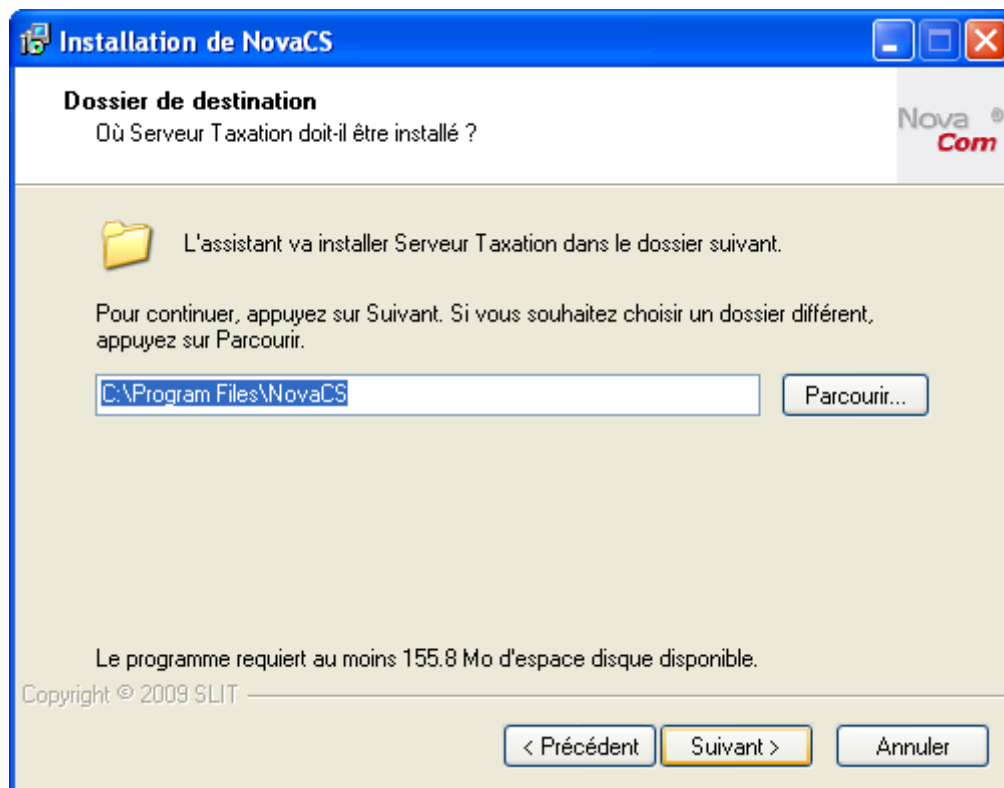 Installation de NovaCS
Dossier de destination
Où Serveur Taxation doit-il être installé ?
Nova ®
Com
L'assistant va installer Serveur Taxation dans le dossier suivant.
Pour continuer, appuyez sur Suivant. Si vous souhaitez choisir un dossier différent,
appuyez sur Parcourir.
C:\Program Files\NovaCS
Parcourir...
Le programme requiert au moins 155.8 Mo d'espace disque disponible.
Copyright © 2009 SLIT
< Précédent
Suivant >
Annuler